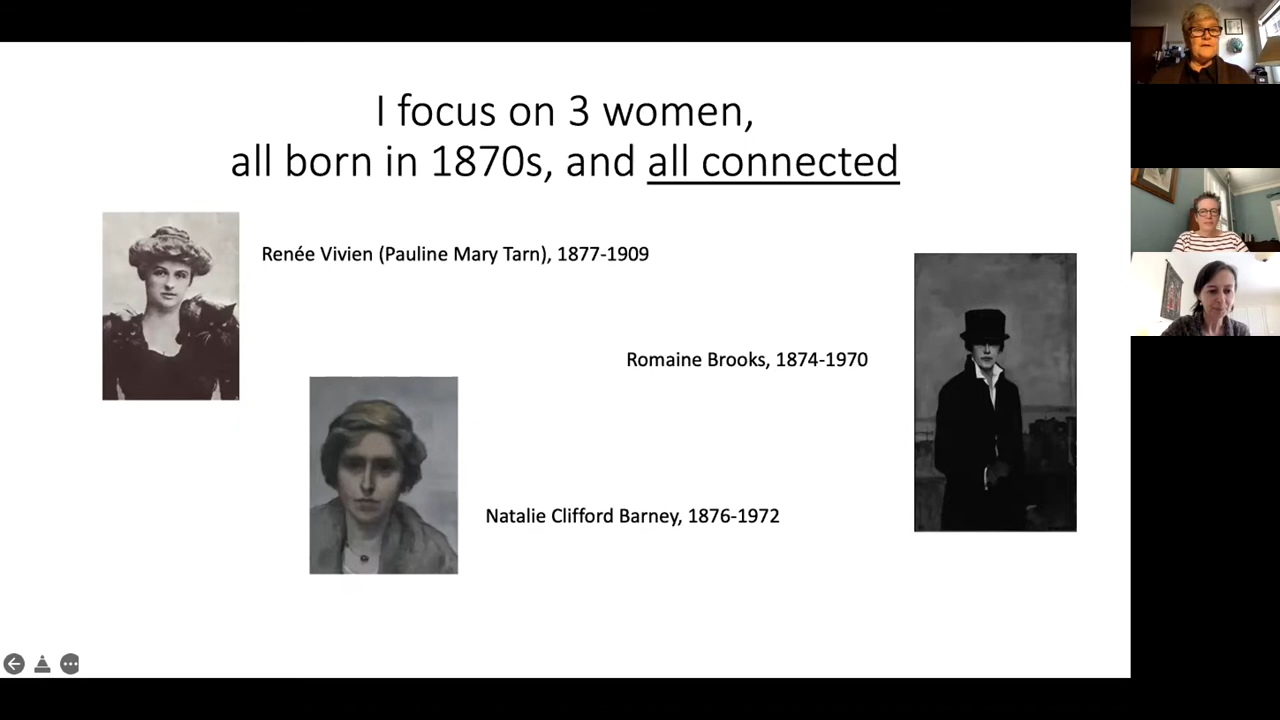 I focus on 3 women,
all born in 1870s, and all connected
Renée Vivien (Pauline Mary Tarn), 1877-1909
Romaine Brooks, 1874-1970
Natalie Clifford Barney, 1876-1972